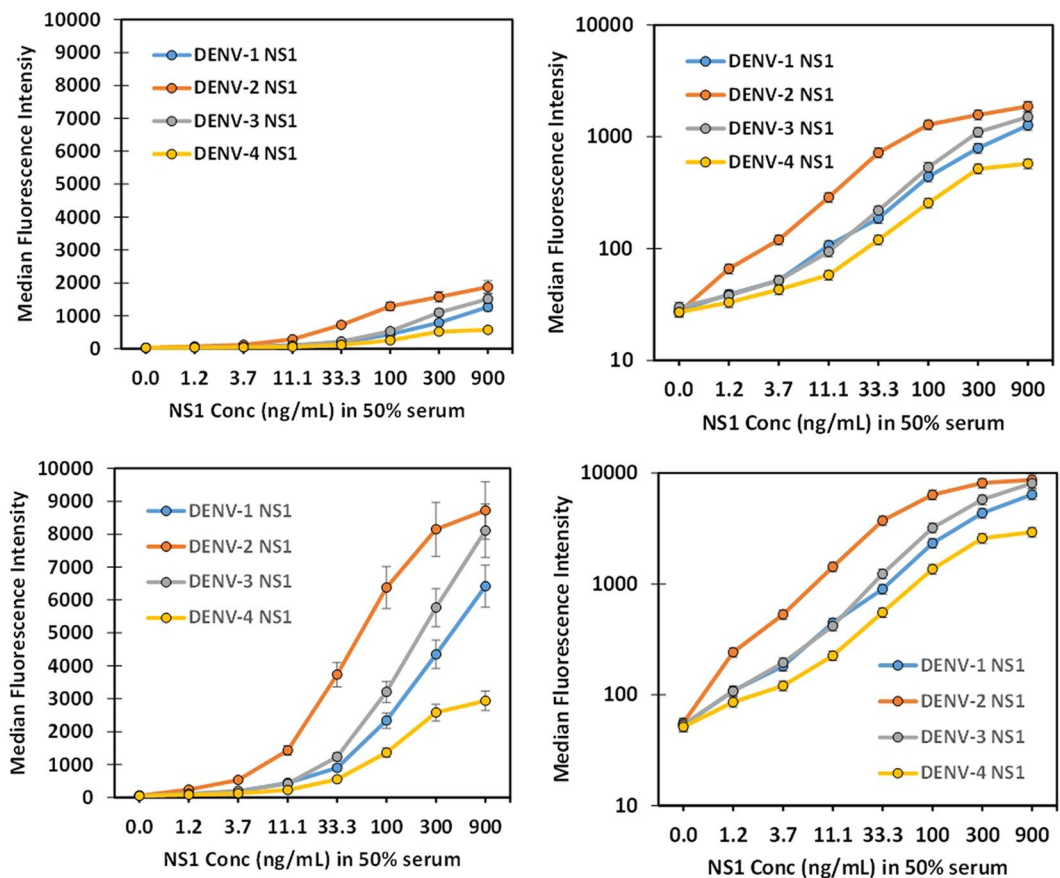 10000
9000
8000
7000
6000
5000
4000
3000
2000
1000
0
Median Fluorescence Intensiy
DENV-1 NS1
DENV-2 NS1
DENV-3 NS1
DENV-4 NS1
0.0 1.2 3.7 11.1 33.3 100 300 900
NS1 Conc (ng/mL) in 50% serum
10000
1000
100
10
Median Fluorescence Intensiy
DENV-1 NS1
DENV-2 NS1
DENV-3 NS1
DENV-4 NS1
0.0 1.2 3.7 11.1 33.3 100 300 900
NS1 Conc (ng/mL) in 50% serum
10000
9000
8000
7000
6000
5000
4000
3000
2000
1000
0
Median Fluorescence Intensity
DENV-1 NS1
DENV-2 NS1
DENV-3 NS1
DENV-4 NS1
0.0 1.2 3.7 11.1 33.3 100 300 900
NS1 Conc (ng/mL) in 50% serum
10000
1000
100
10
Median Fluorescence Intensity
DENV-1 NS1
DENV-2 NS1
DENV-3 NS1
DENV-4 NS1
0.0 1.2 3.7 11.1 33.3 100 300 900
NS1 Conc (ng/mL) in 50% serum